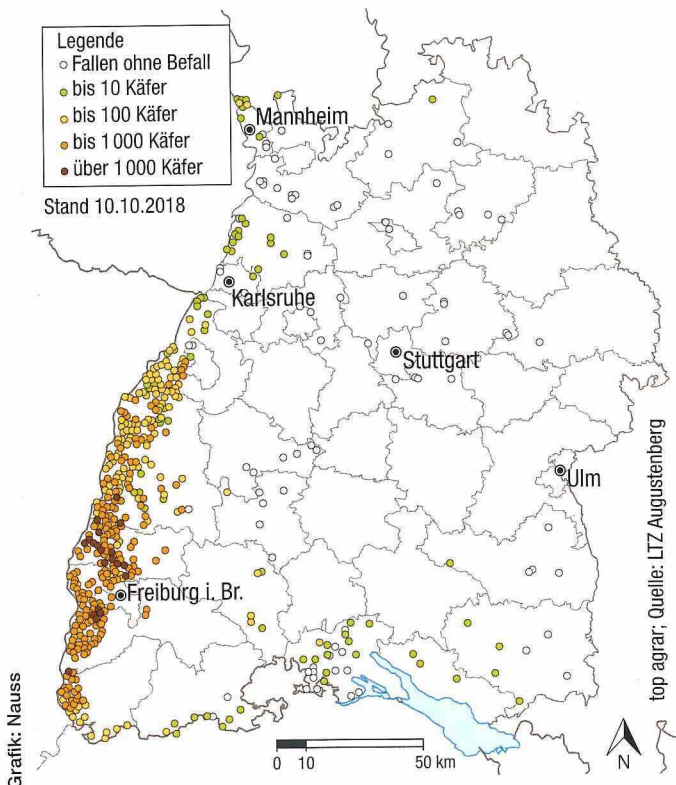 Legende
Fallen ohne Befall
bis 10 Käfer
bis 100 Käfer
bis 1 000 Käfer
über 1 000 Käfer
Stand 10.10.2018
Mannheim
Karlsruhe
Stuttgart
Ulm
Freiburg i. Br.
0 10 50 km
N
Grafik: Nauss
top agrar; Quelle: LTZ Augustenberg